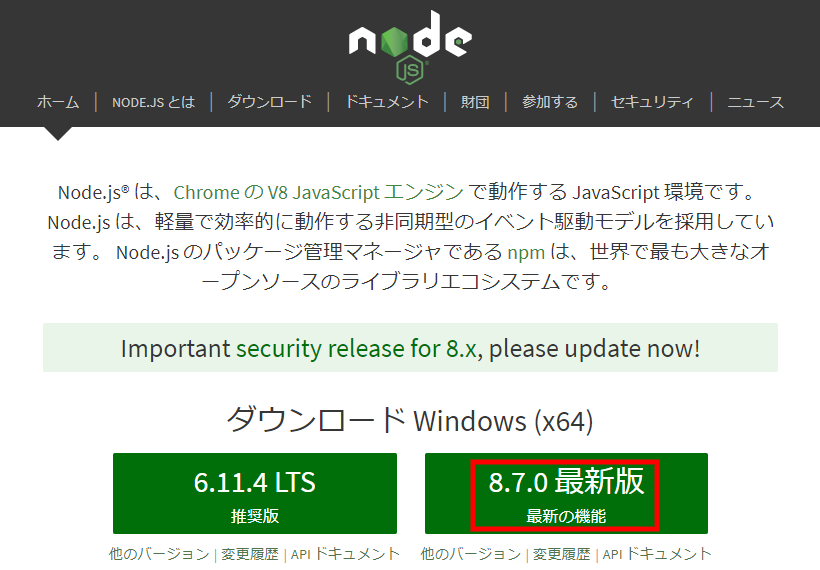 node
JS®
ホーム | NODE.JS とは | ダウンロード | ドキュメント | 財団 | 参加する | セキュリティ | ニュース
Node.js® は、Chrome の V8 JavaScript エンジン で動作する JavaScript 環境です。
Node.js は、軽量で効率的に動作する非同期型のイベント駆動モデルを採用してい
ます。 Node.js のパッケージ管理マネージャである npm は、世界で最も大きなオ
ープンソースのライブラリエコシステムです。
Important security release for 8.x, please update now!
ダウンロード Windows (x64)
6.11.4 LTS
推奨版
他のバージョン | 変更履歴 | API ドキュメント
8.7.0 最新版
最新の機能
他のバージョン | 変更履歴 | API ドキュメント